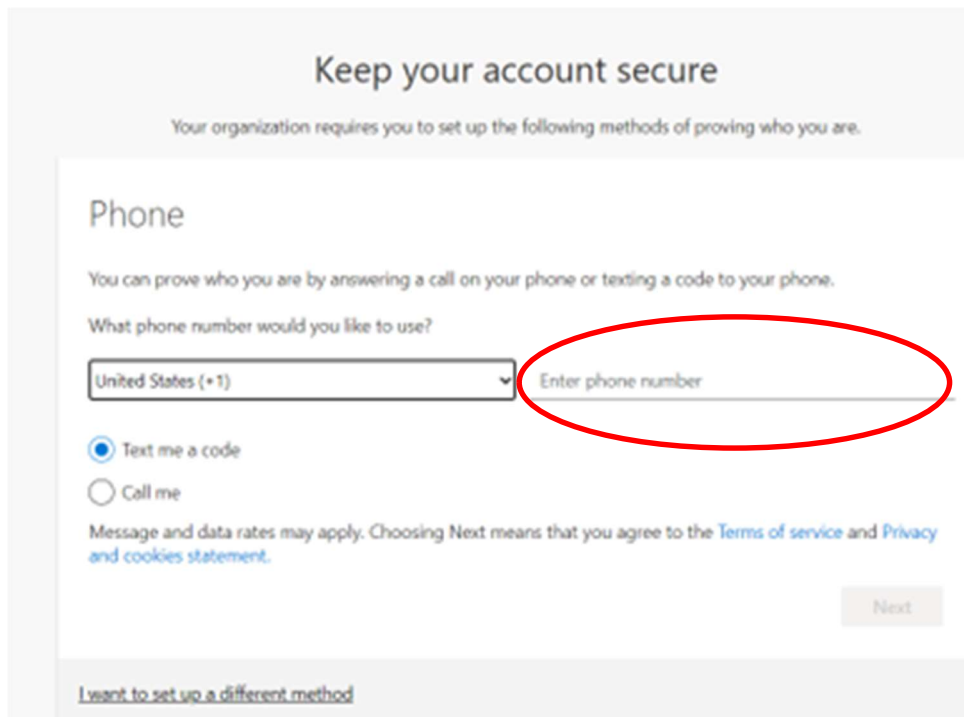 Keep your account secure
Your organization requires you to set up the following methods of proving who you are.
Phone
You can prove who you are by answering a call on your phone or texting a code to your phone.
What phone number would you like to use?
United States (+1) Enter phone number
Text me a code
Call me
Message and data rates may apply. Choosing Next means that you agree to the Terms of service and Privacy
and cookies statement.
Next
I want to set up a different method